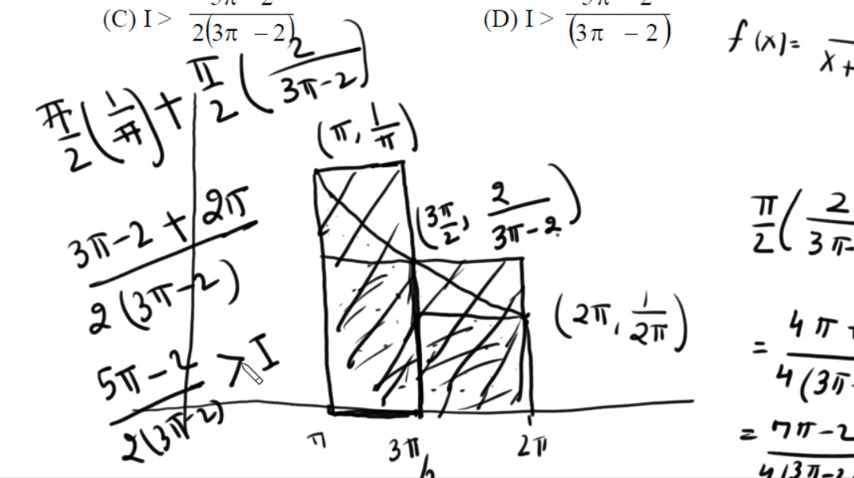 (C) I > 5π - 2 / 2(3π - 2)
(D) I > / (3π - 2)
f(x) = / x +
π/2 (1/π) + π/2 (2/(3π-2))
(π, 1/π)
(3π/2, 2/(3π-2))
π/2 ( 2 / 3π-
3π-2 + 2π / 2(3π-2)
(2π, 1/2π)
= 4π + / 4(3π-
5π-2 / 2(3π-2) > I
= 7π-2 / 4(3π-2
π
3π
2π